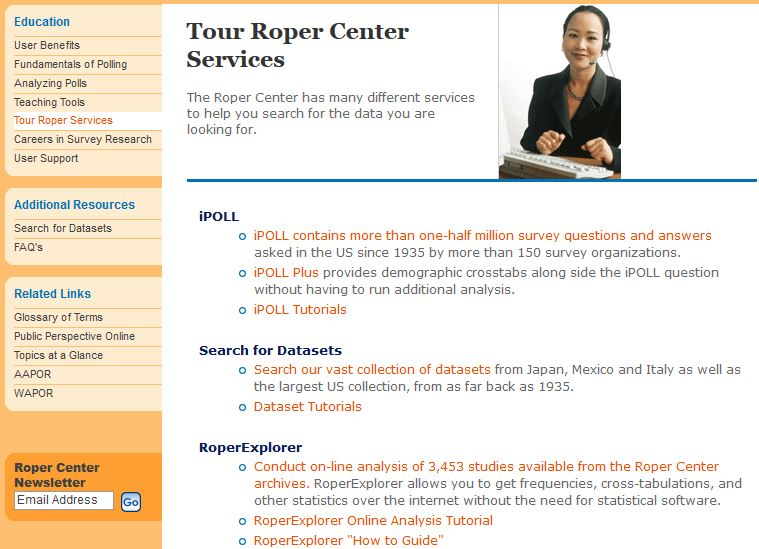 Education
User Benefits
Fundamentals of Polling
Analyzing Polls
Teaching Tools
Tour Roper Services
Careers in Survey Research
User Support
Additional Resources
Search for Datasets
FAQ's
Related Links
Glossary of Terms
Public Perspective Online
Topics at a Glance
AAPOR
WAPOR
Roper Center
Newsletter
Email Address
Go
Tour Roper Center
Services
The Roper Center has many different services
to help you search for the data you are
looking for.
iPOLL
iPOLL contains more than one-half million survey questions and answers
asked in the US since 1935 by more than 150 survey organizations.
iPOLL Plus provides demographic crosstabs along side the iPOLL question
without having to run additional analysis.
iPOLL Tutorials
Search for Datasets
Search our vast collection of datasets from Japan, Mexico and Italy as well as
the largest US collection, from as far back as 1935.
Dataset Tutorials
RoperExplorer
Conduct on-line analysis of 3,453 studies available from the Roper Center
archives. RoperExplorer allows you to get frequencies, cross-tabulations, and
other statistics over the internet without the need for statistical software.
RoperExplorer Online Analysis Tutorial
RoperExplorer "How to Guide"